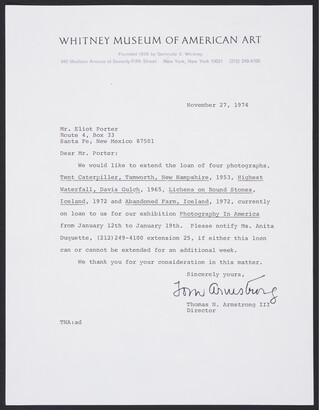 WHITNEY MUSEUM OF AMERICAN ART
Founded 1930 by Gertrude V. Whitney
945 Madison Avenue at Seventy-Fifth Street New York, New York 10021 (212) 249-4100
November 27, 1974
Mr. Eliot Porter
Route 4, Box 33
Santa Fe, New Mexico 87501
Dear Mr. Porter:
We would like to extend the loan of four photographs,
Tent Caterpiller, Tamworth, New Hampshire, 1953, Highest
Waterfall, Davis Gulch, 1965, Lichens on Round Stones,
Iceland, 1972 and Abandoned Farm, Iceland, 1972, currently
on loan to us for our exhibition Photography In America
from January 12th to January 19th. Please notify Ms. Anita
Duquette, (212)249-4100 extension 25, if either this loan
can or cannot be extended for an additional week.
We thank you for your consideration in this matter.
Sincerely yours,
Tom Armstrong
Thomas N. Armstrong III
Director
TNA:ad